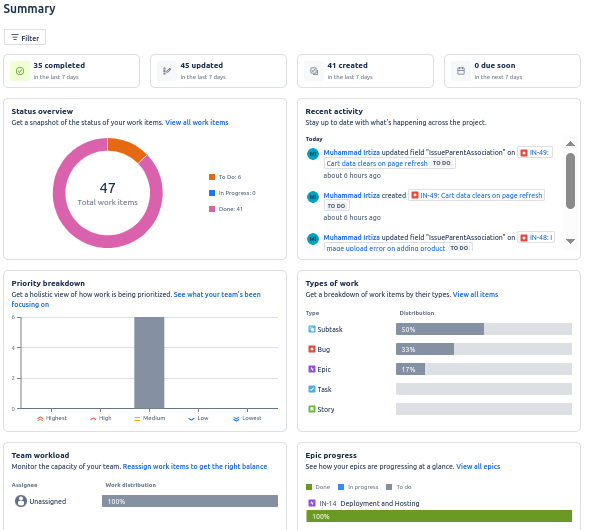 Summary
Filter
35 completed
in the last 7 days
45 updated
in the last 7 days
41 created
in the last 7 days
0 due soon
in the next 7 days
Status overview
Get a snapshot of the status of your work items. View all work items
47
Total work items
To Do: 6
In Progress: 0
Done: 41
Recent activity
Stay up to date with what's happening across the project.
Today
MI
Muhammad Irtiza updated field "IssueParentAssociation" on IN-49:
Cart data clears on page refresh TO DO
about 6 hours ago
MI
Muhammad Irtiza created IN-49: Cart data clears on page refresh
TO DO
about 6 hours ago
MI
Muhammad Irtiza updated field "IssueParentAssociation" on IN-48: I
mage upload error on adding product TO DO
Priority breakdown
Get a holistic view of how work is being prioritized. See what your team's been
focusing on
6
4
2
0
Highest
High
Medium
Low
Lowest
Types of work
Get a breakdown of work items by their types. View all items
Type Distribution
Subtask 50%
Bug 33%
Epic 17%
Task
Story
Team workload
Monitor the capacity of your team. Reassign work items to get the right balance
Assignee Work distribution
Unassigned 100%
Epic progress
See how your epics are progressing at a glance. View all epics
Done In progress To do
IN-14 Deployment and Hosting
100%